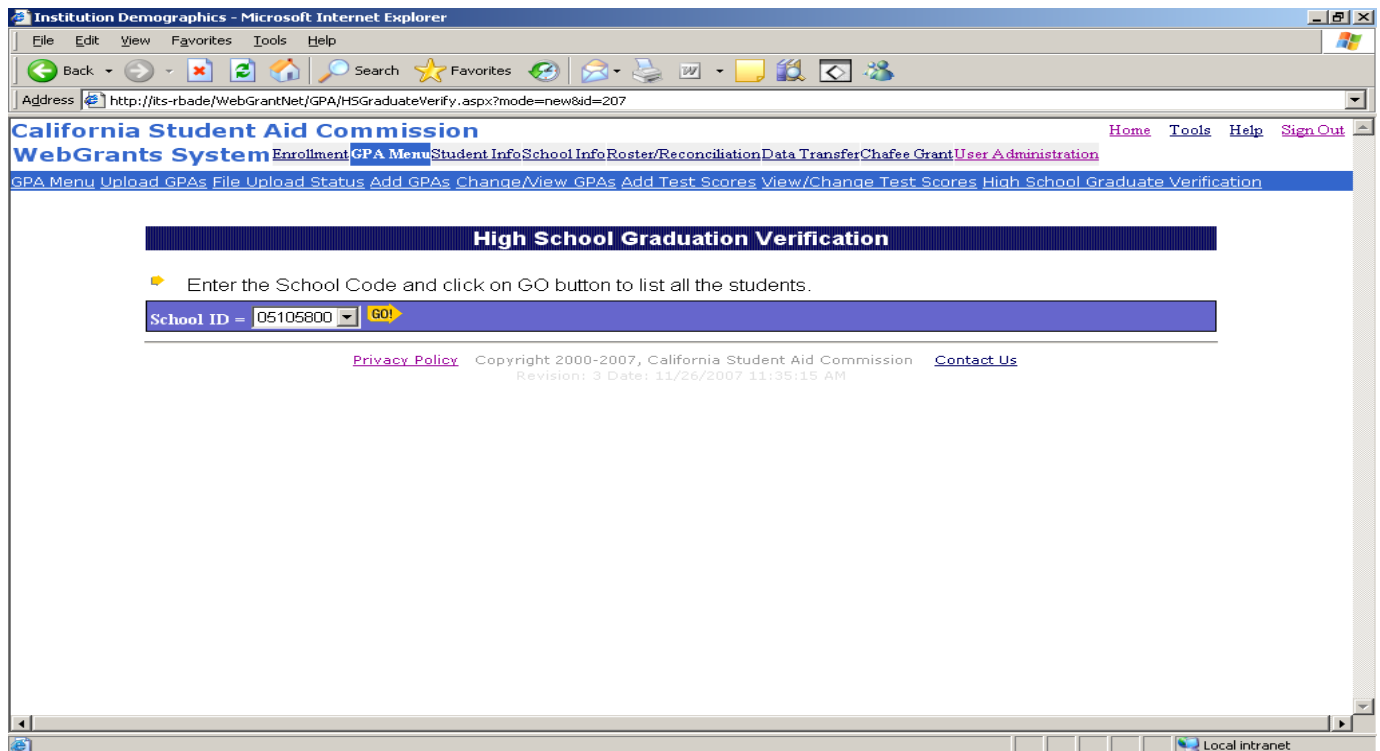 Institution Demographics - Microsoft Internet Explorer
File Edit View Favorites Tools Help
Back Search Favorites
Address http://its-rbade/WebGrantNet/GPA/HSGraduateVerify.aspx?mode=new&id=207
California Student Aid Commission
Home Tools Help Sign Out
WebGrants System Enrollment GPA Menu Student Info School Info Roster/Reconciliation Data Transfer Chafee Grant User Administration
GPA Menu Upload GPAs File Upload Status Add GPAs Change/View GPAs Add Test Scores View/Change Test Scores High School Graduate Verification
High School Graduation Verification
Enter the School Code and click on GO button to list all the students.
School ID = 05105800 GO!
Privacy Policy Copyright 2000-2007, California Student Aid Commission Contact Us
Revision: 3 Date: 11/26/2007 11:35:15 AM
Local intranet